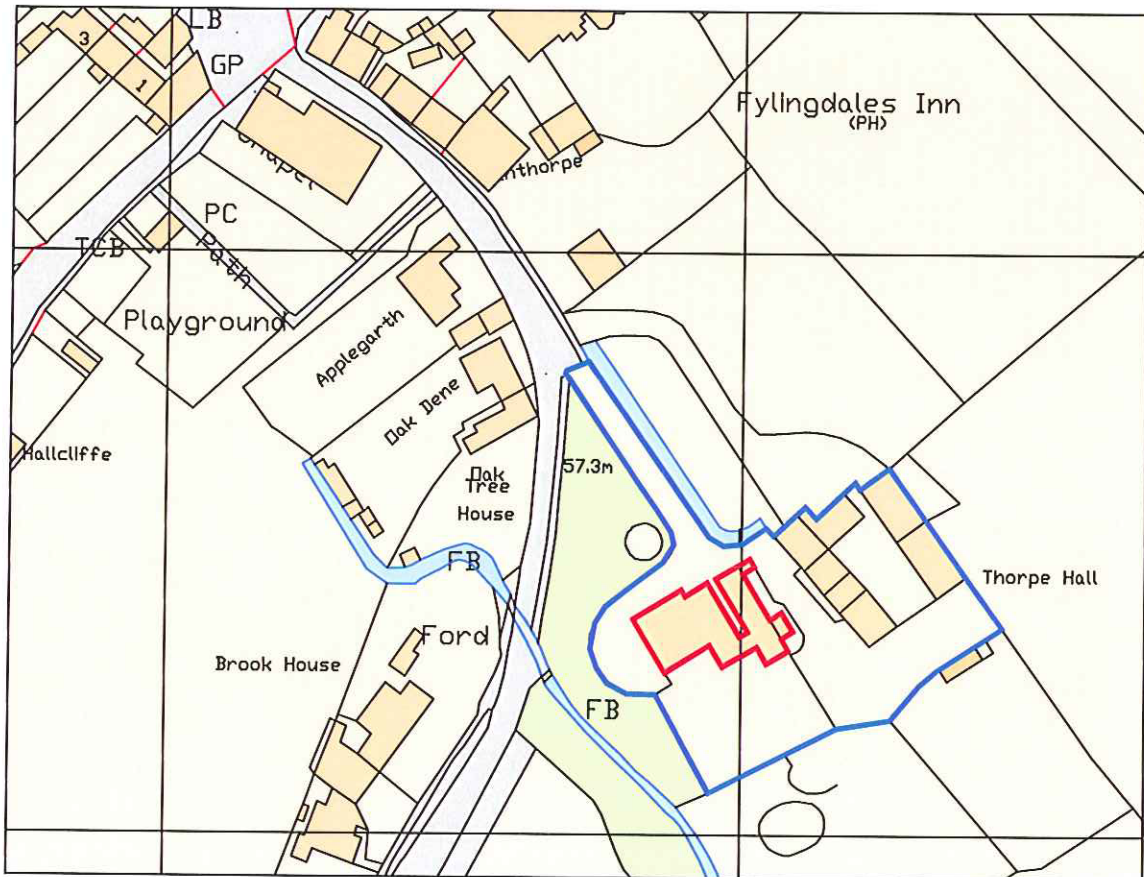 LB
3
GP
1
Fylingdales Inn
(PH)
Chapel
nthorpe
PC
Path
TCB
Playground
Applegarth
Oak Dene
Hallcliffe
57.3m
Oak
Tree
House
FB
Thorpe Hall
Ford
Brook House
FB